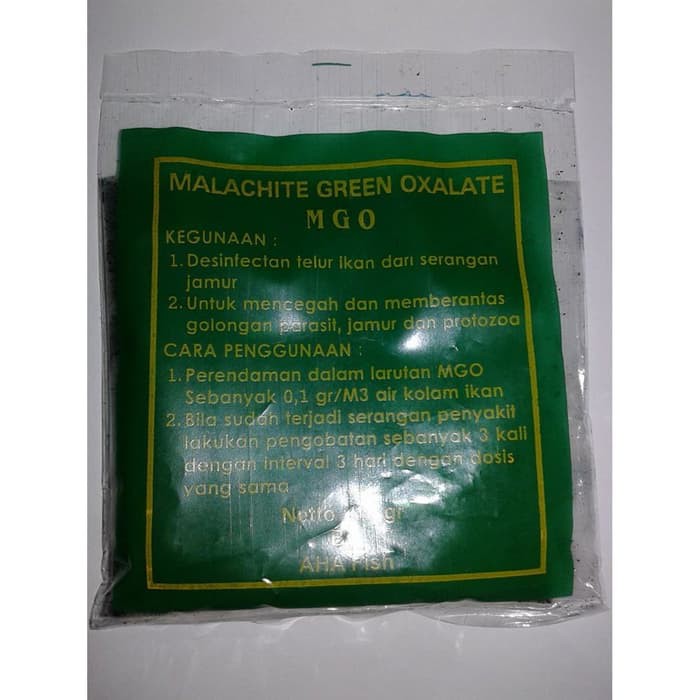 MALACHITE GREEN OXALATE
MGO
KEGUNAAN :
1. Desinfectan telur ikan dari serangan
jamur
2. Untuk mencegah dan memberantas
golongan parasit, jamur dan protozoa
CARA PENGGUNAAN :
1. Perendaman dalam larutan MGO
Sebanyak 0,1 gr/M3 air kolam ikan
2. Bila sudah terjadi serangan penyakit
lakukan pengobatan sebanyak 3 kali
dengan interval 3 hari dengan dosis
yang sama
Netto gr
AHA Fish